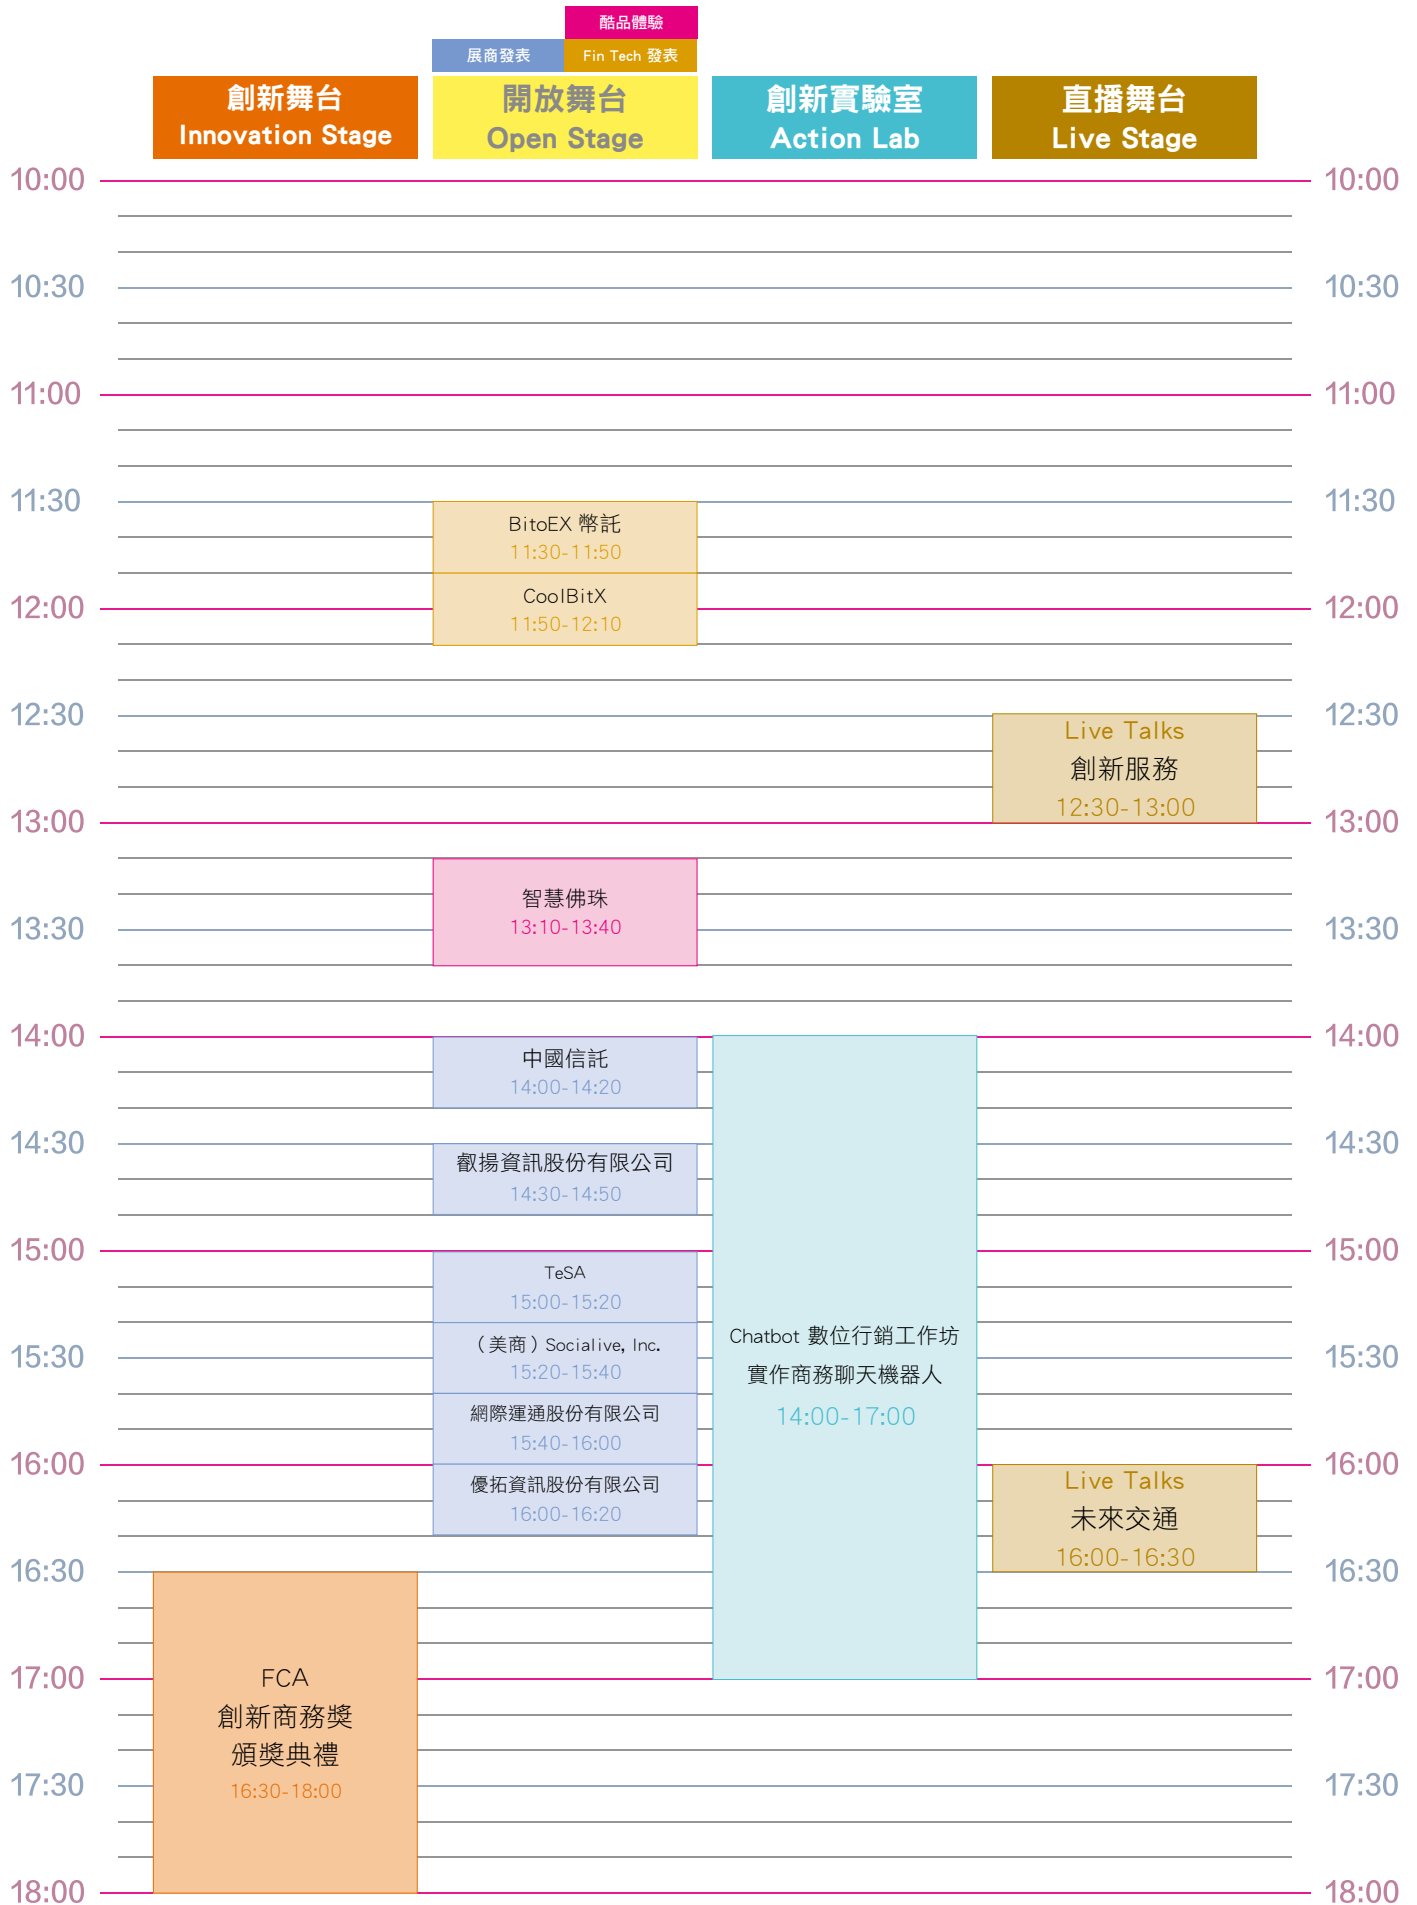 酷品體驗
展商發表
Fin Tech 發表
創新舞台
Innovation Stage
開放舞台
Open Stage
創新實驗室
Action Lab
直播舞台
Live Stage
10:00
10:00
10:30
10:30
11:00
11:00
11:30
11:30
BitoEX 幣託
11:30-11:50
CoolBitX
11:50-12:10
12:00
12:00
12:30
12:30
Live Talks
創新服務
12:30-13:00
13:00
13:00
智慧佛珠
13:10-13:40
13:30
13:30
14:00
14:00
中國信託
14:00-14:20
14:30
14:30
叡揚資訊股份有限公司
14:30-14:50
15:00
15:00
TeSA
15:00-15:20
（美商）Socialive, Inc.
15:20-15:40
15:30
15:30
Chatbot 數位行銷工作坊
實作商務聊天機器人
14:00-17:00
網際運通股份有限公司
15:40-16:00
16:00
16:00
優拓資訊股份有限公司
16:00-16:20
Live Talks
未來交通
16:00-16:30
16:30
16:30
17:00
17:00
FCA
創新商務獎
頒獎典禮
16:30-18:00
17:30
17:30
18:00
18:00